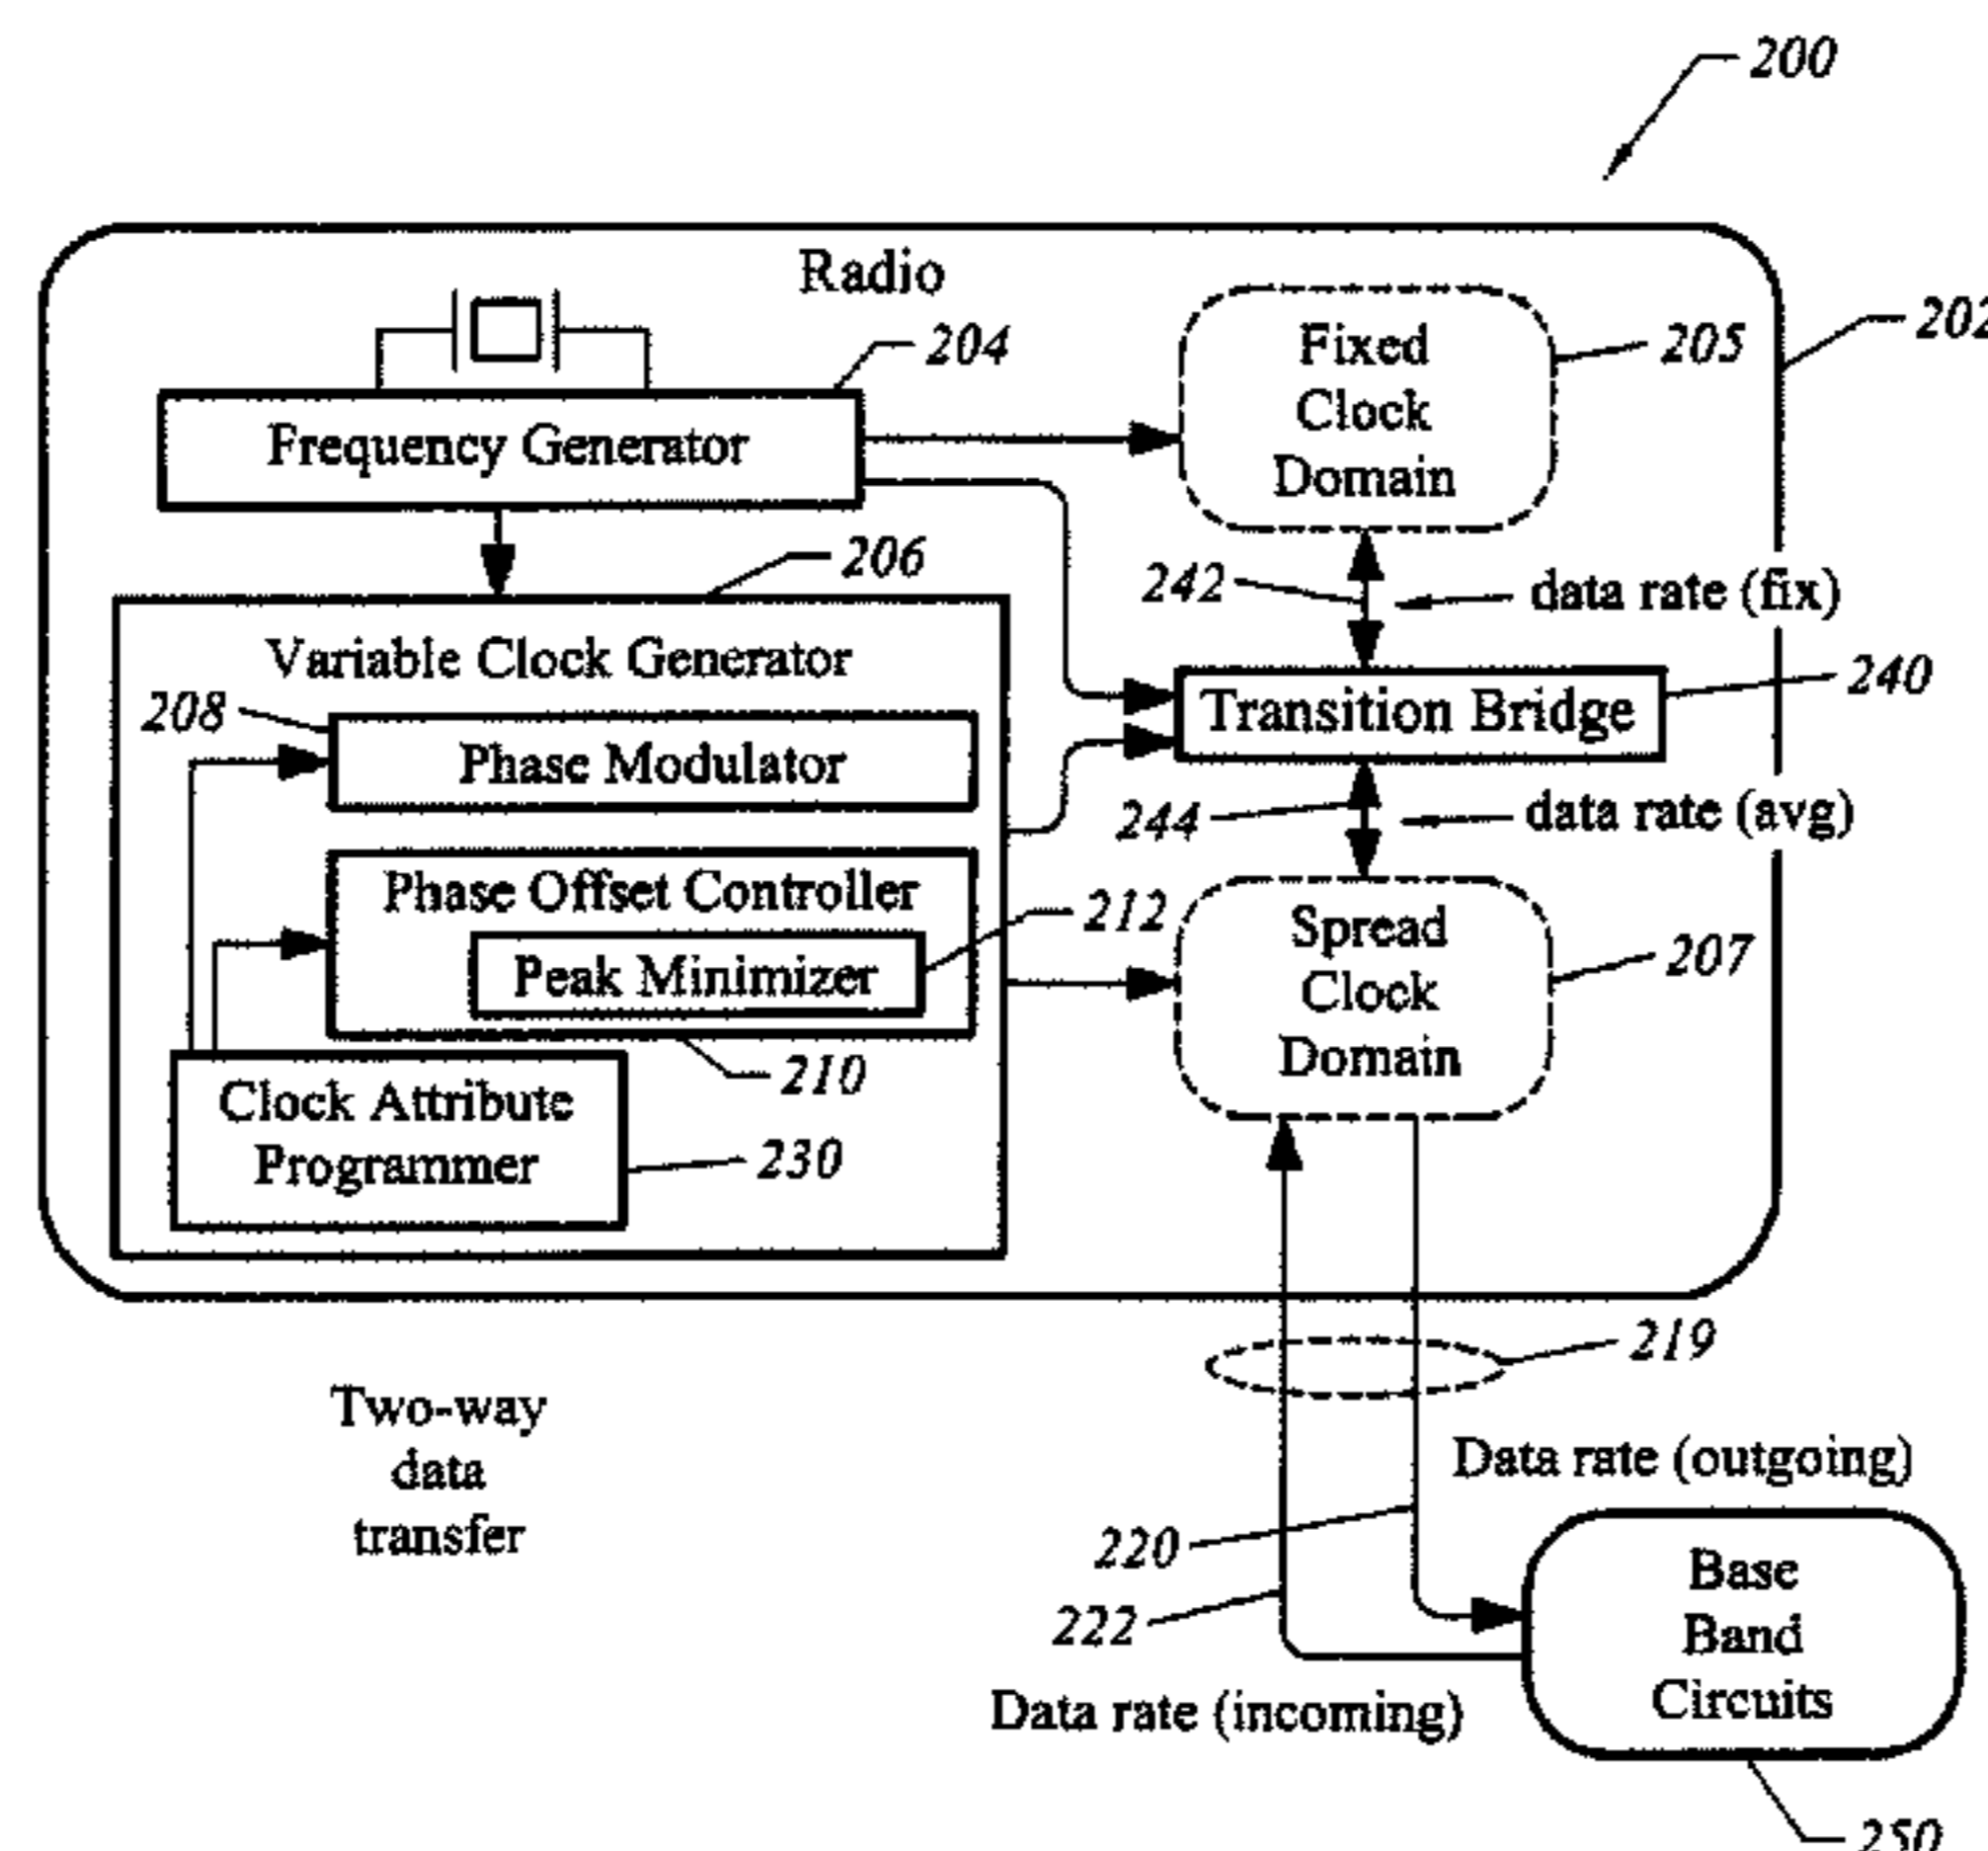 200
Radio
202
204
Frequency Generator
Fixed
Clock
Domain
205
206
242
data rate (fix)
Variable Clock Generator
208
Phase Modulator
Transition Bridge
240
244
data rate (avg)
Phase Offset Controller
212
Peak Minimizer
Spread
Clock
Domain
207
210
Clock Attribute
Programmer
230
219
Two-way
data
transfer
Data rate (outgoing)
220
222
Base
Band
Circuits
Data rate (incoming)
250